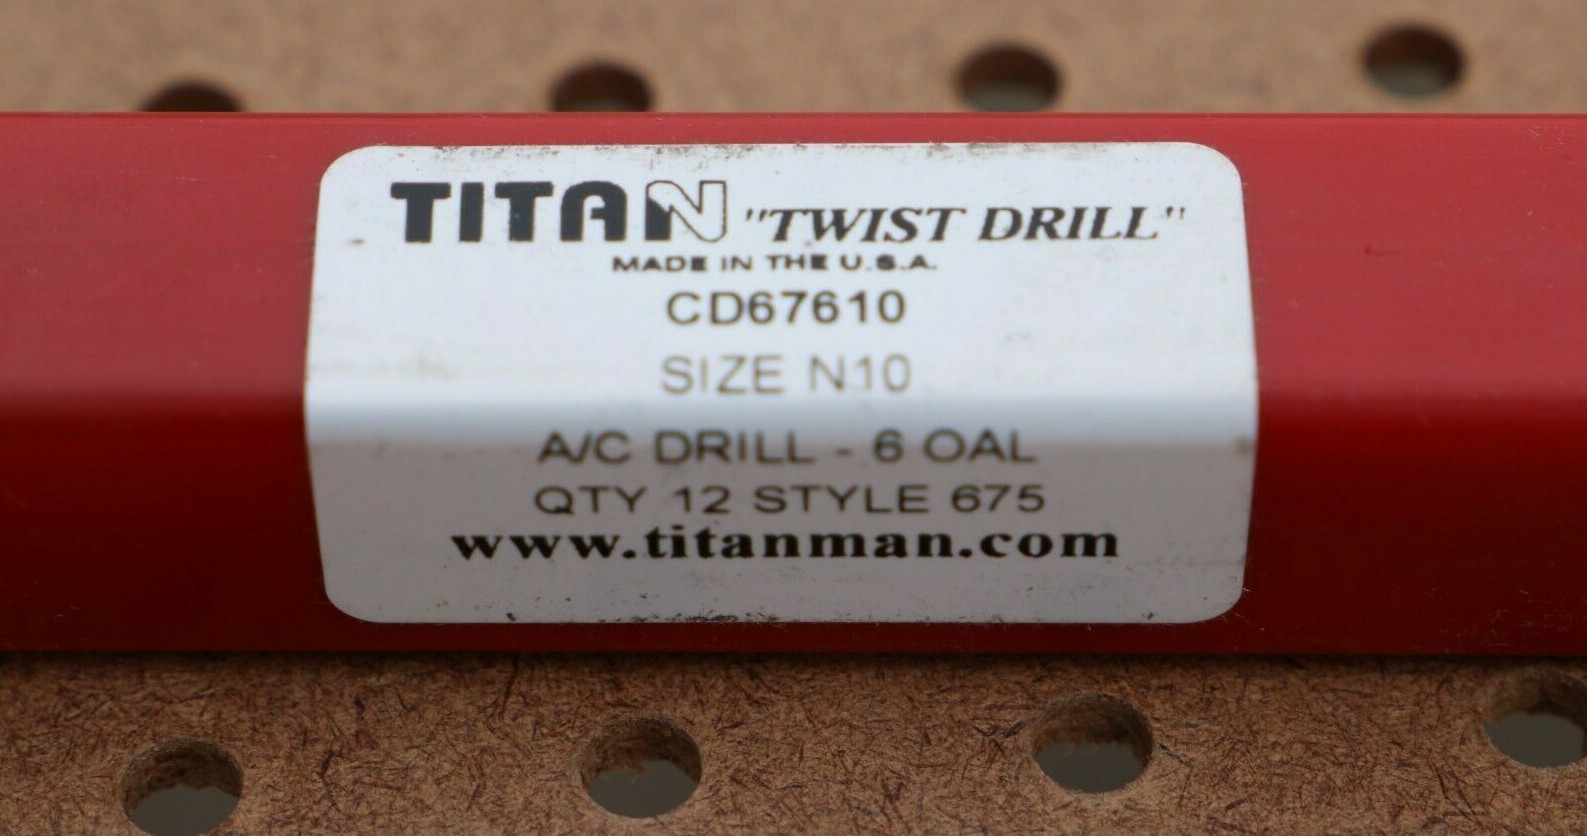 TITAN "TWIST DRILL"
MADE IN THE U.S.A.
CD67610
SIZE N10
A/C DRILL - 6 OAL
QTY 12 STYLE 675
www.titanman.com